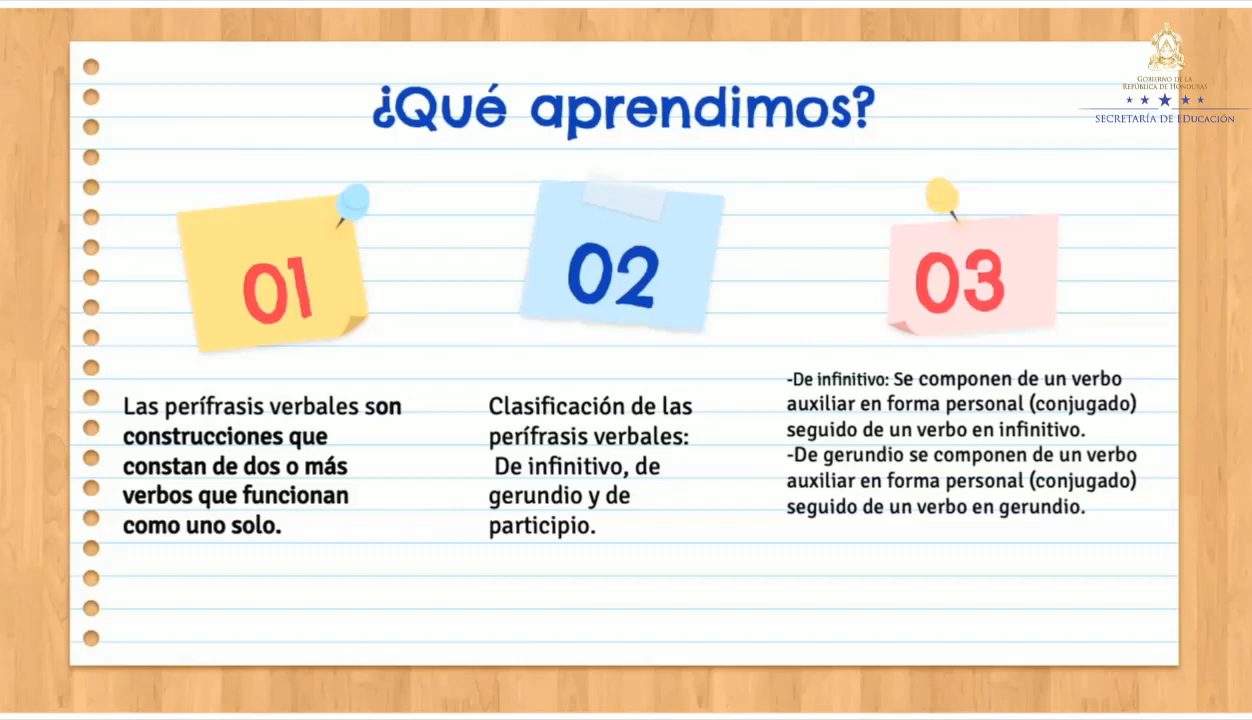 ¿Qué aprendimos?
GOBIERNO DE LA
REPÚBLICA DE HONDURAS
SECRETARÍA DE EDUCACIÓN
01
Las perífrasis verbales son
construcciones que
constan de dos o más
verbos que funcionan
como uno solo.
02
Clasificación de las
perífrasis verbales:
De infinitivo, de
gerundio y de
participio.
03
-De infinitivo: Se componen de un verbo
auxiliar en forma personal (conjugado)
seguido de un verbo en infinitivo.
-De gerundio se componen de un verbo
auxiliar en forma personal (conjugado)
seguido de un verbo en gerundio.